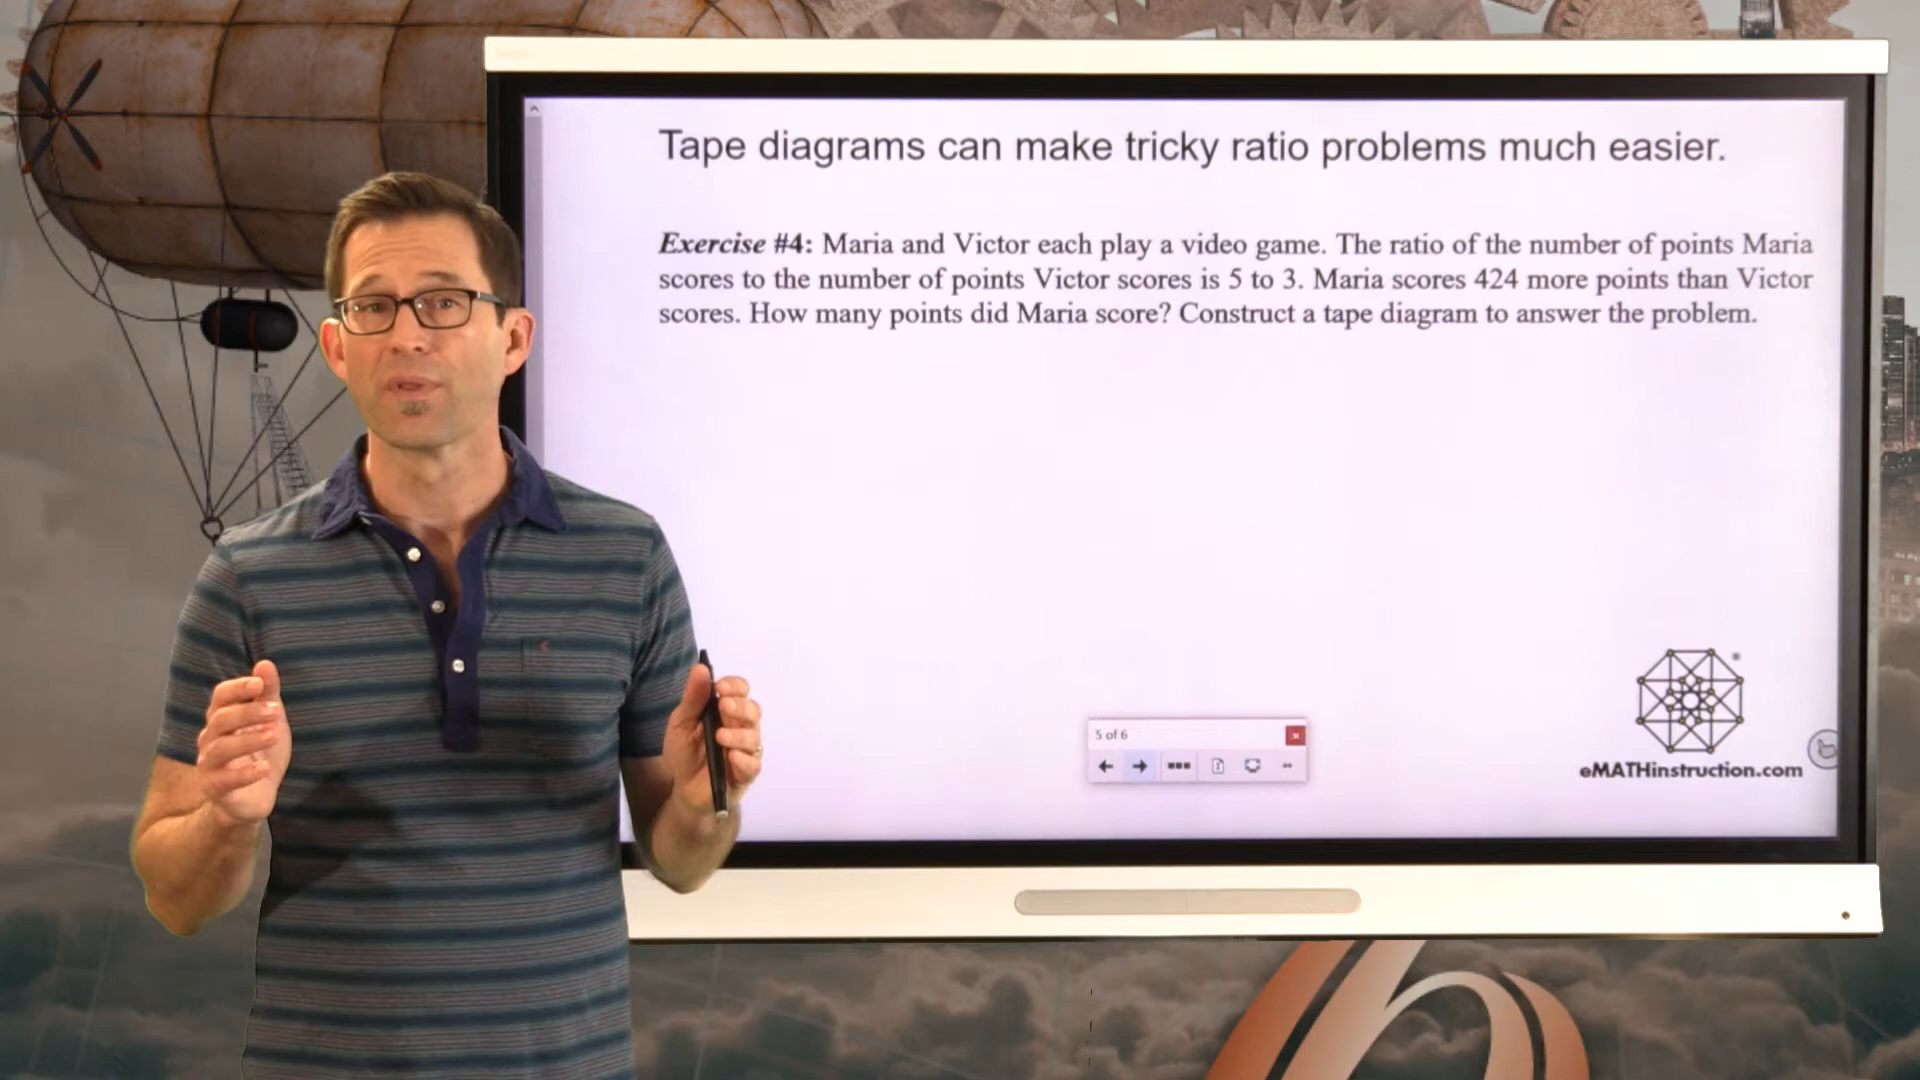 Tape diagrams can make tricky ratio problems much easier.
Exercise #4: Maria and Victor each play a video game. The ratio of the number of points Maria
scores to the number of points Victor scores is 5 to 3. Maria scores 424 more points than Victor
scores. How many points did Maria score? Construct a tape diagram to answer the problem.
5 of 6
®
eMATHinstruction.com